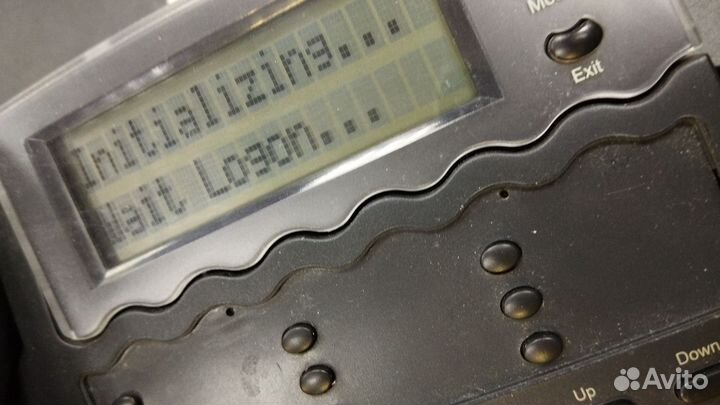 Initializing...
Wait Logon...
Exit
Up
Down
Avito